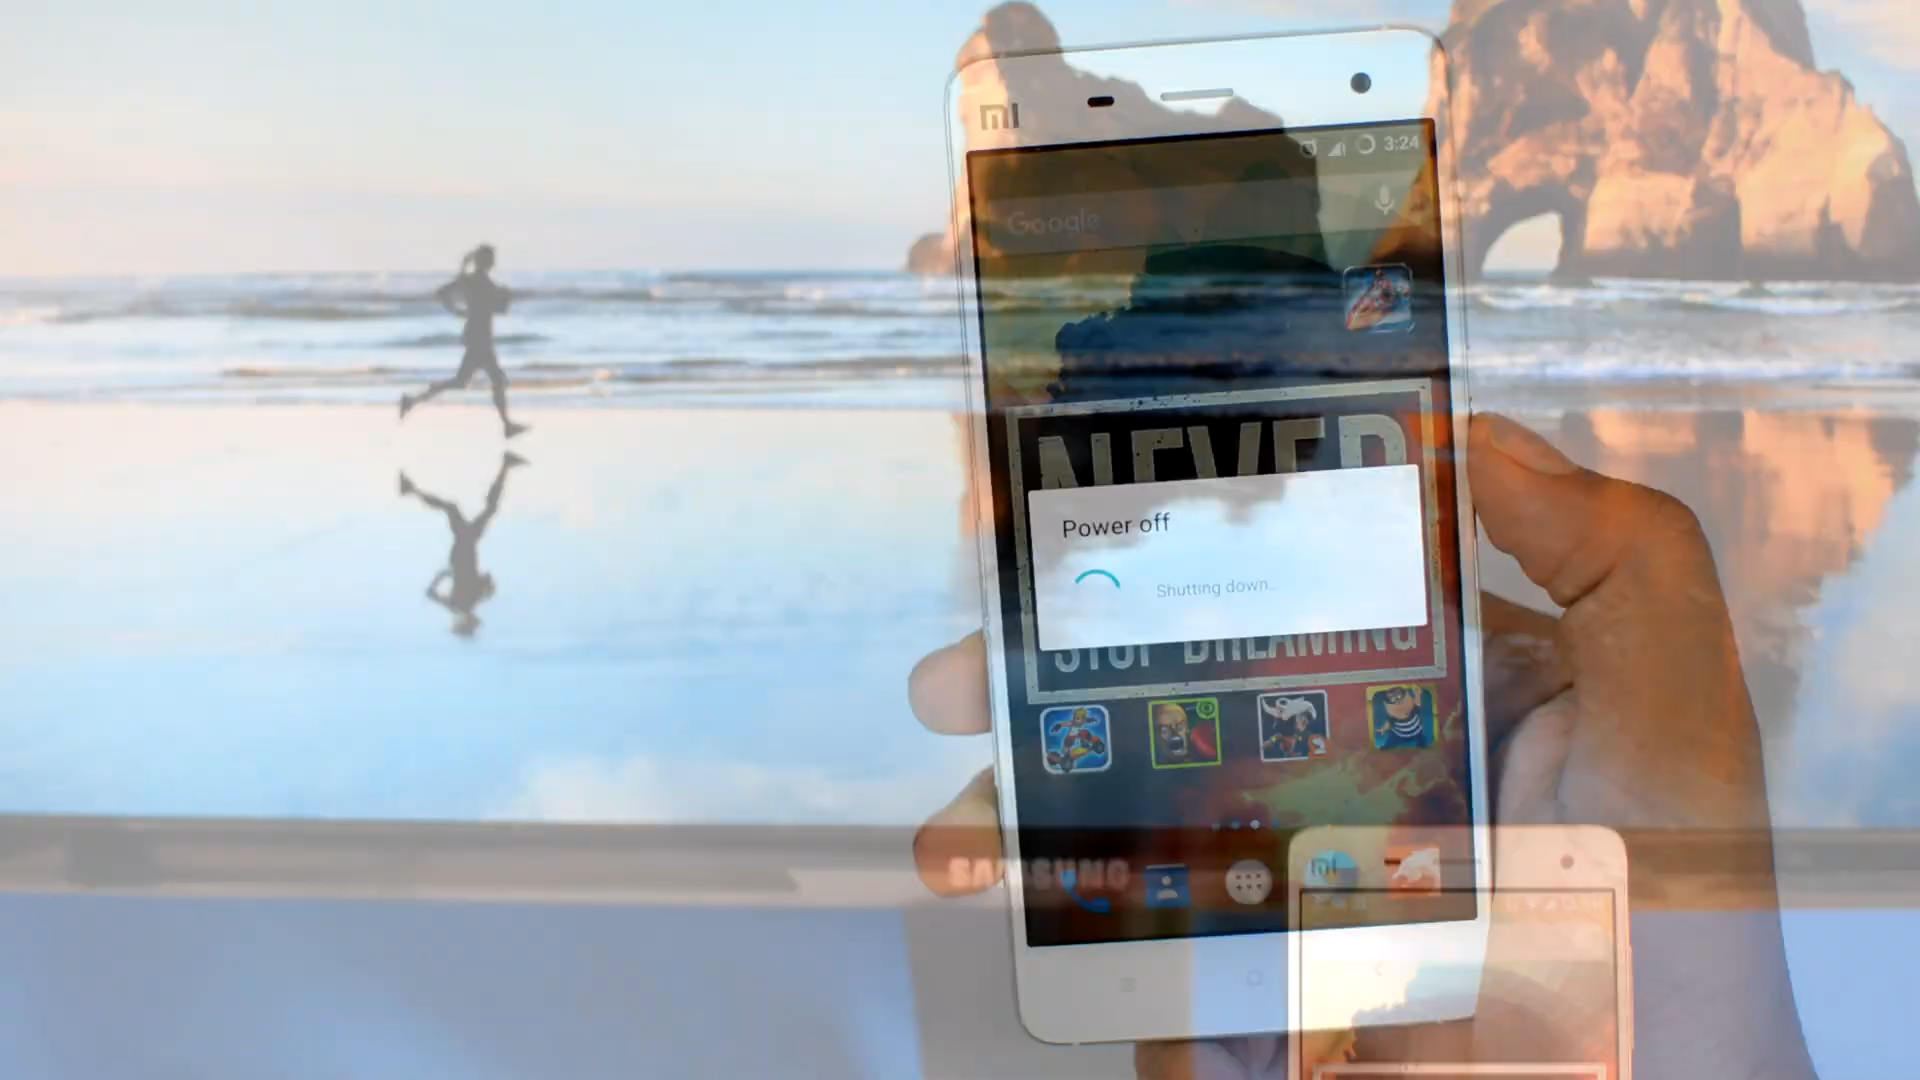 mi
3:24
Google
NEVER
Power off
Shutting down...
STOP DREAMING
SAMSUNG
mi